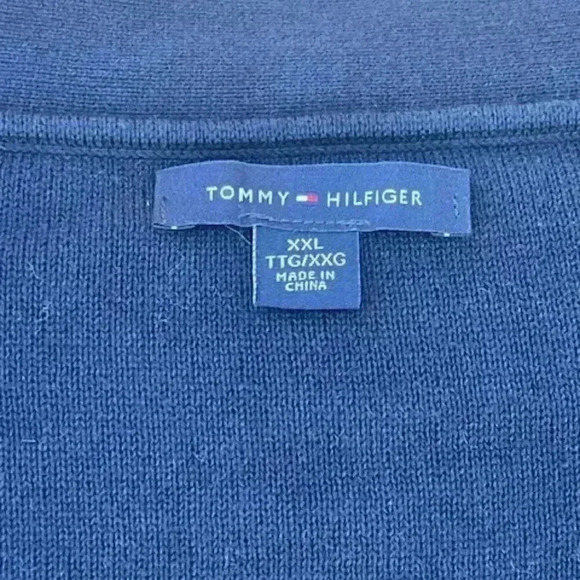 TOMMY HILFIGER
XXL
TTG/XXG
MADE IN
CHINA